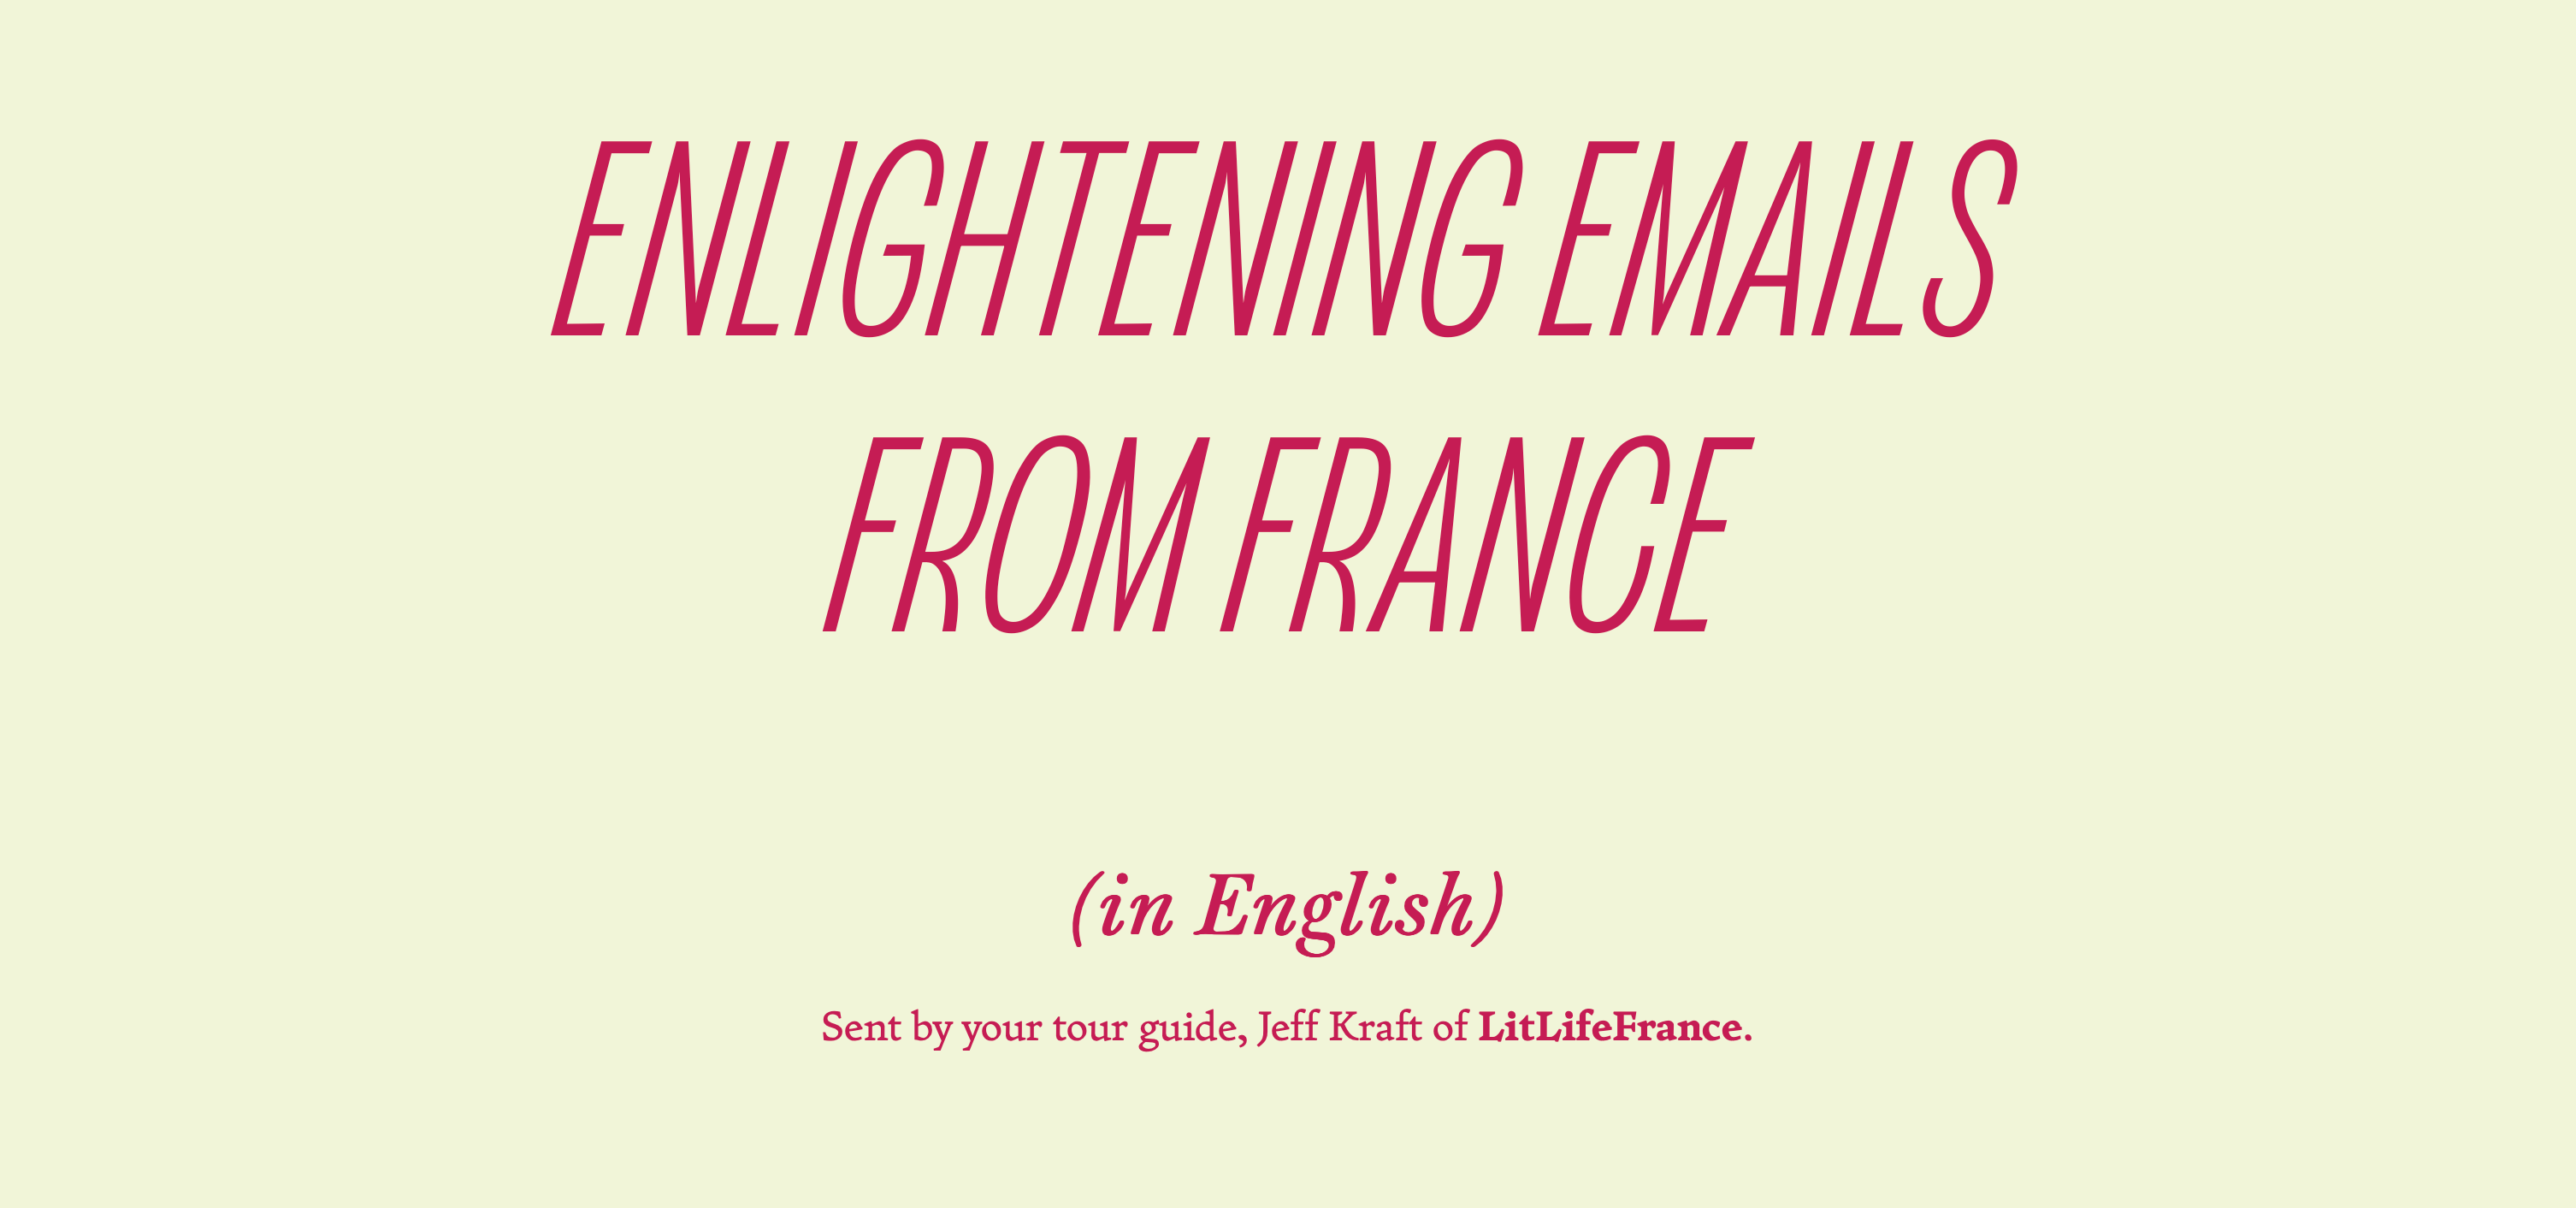 ENLIGHTENING EMAILS
FROM FRANCE
(in English)
Sent by your tour guide, Jeff Kraft of LitLifeFrance.